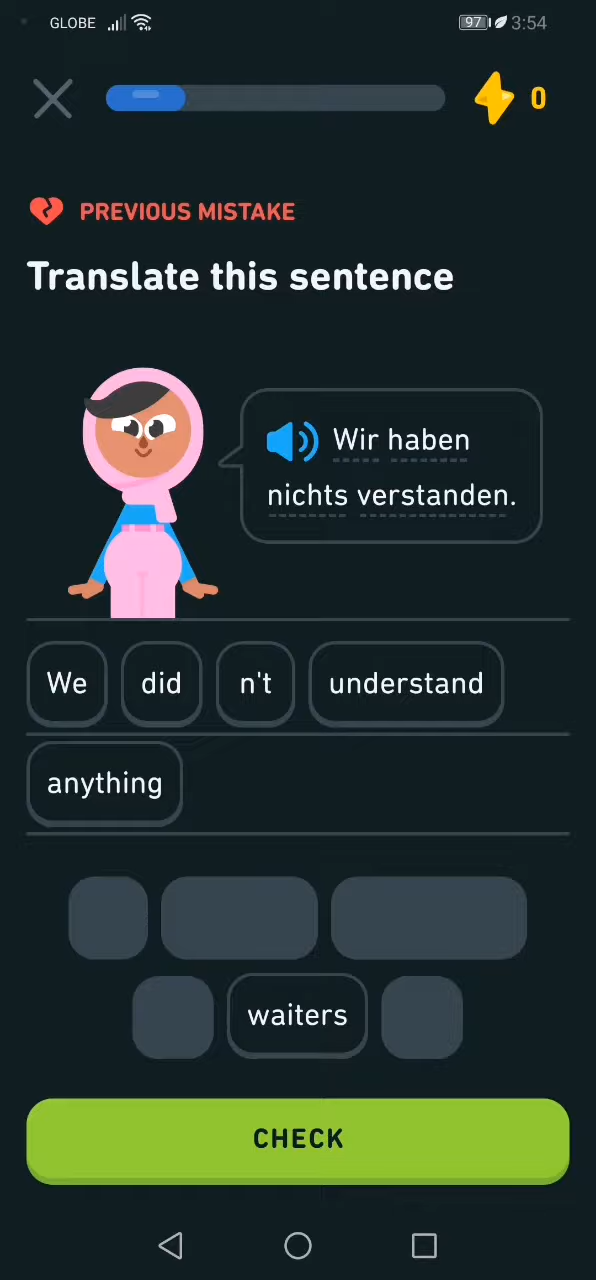 GLOBE 97 3:54
0
PREVIOUS MISTAKE
Translate this sentence
Wir haben
nichts verstanden.
We did n't understand
anything
waiters
CHECK